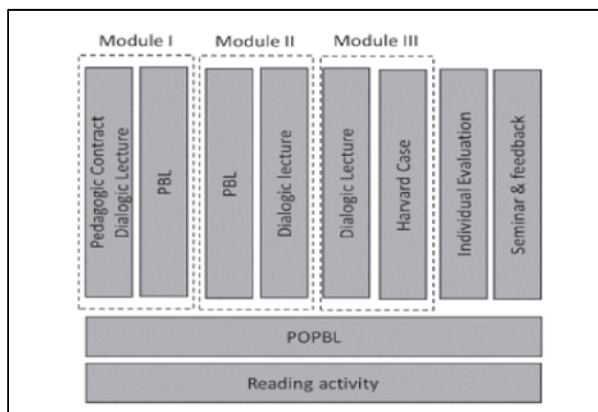 Module I
Module II
Module III
Pedagogic Contract
Dialogic Lecture
PBL
PBL
Dialogic lecture
Dialogic Lecture
Harvard Case
Individual Evaluation
Seminar & feedback
POPBL
Reading activity